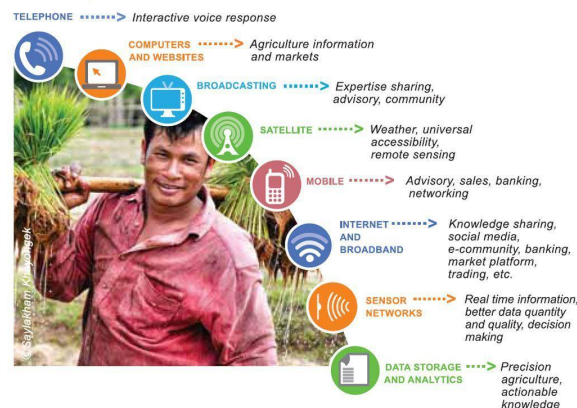 TELEPHONE Interactive voice response
COMPUTERS Agriculture information
AND WEBSITES and markets
BROADCASTING Expertise sharing,
advisory, community
SATELLITE Weather, universal
accessibility,
remote sensing
MOBILE Advisory, sales, banking,
networking
INTERNET Knowledge sharing,
AND social media,
BROADBAND e-community, banking,
market platform,
trading, etc.
SENSOR Real time information,
NETWORKS better data quantity
and quality, decision
making
DATA STORAGE Precision
AND ANALYTICS agriculture,
actionable
knowledge
© Saylakham